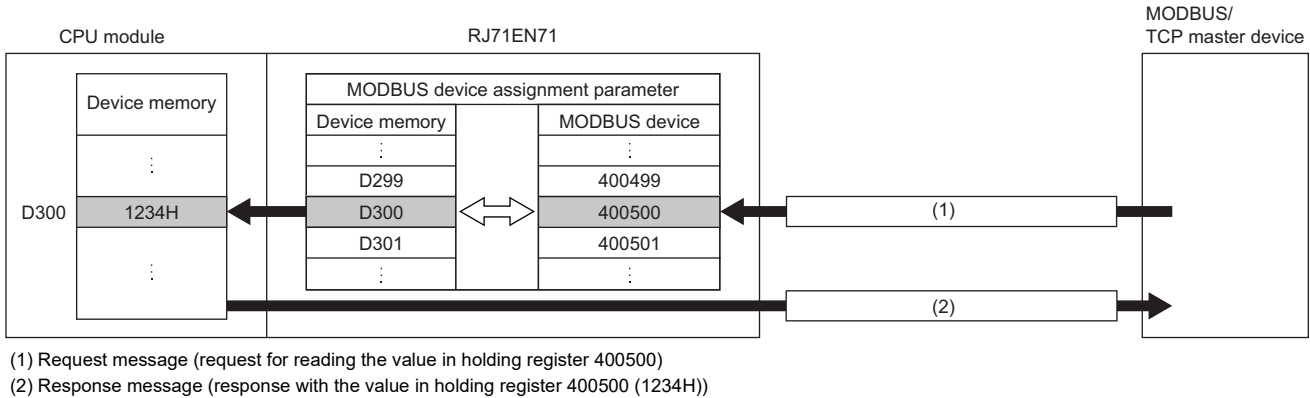 MODBUS/
TCP master device
CPU module
RJ71EN71
MODBUS device assignment parameter
Device memory
Device memory
MODBUS device
⋮
⋮
⋮
D299
400499
D300
1234H
D300
400500
(1)
D301
400501
⋮
⋮
⋮
(2)
(1) Request message (request for reading the value in holding register 400500)
(2) Response message (response with the value in holding register 400500 (1234H))